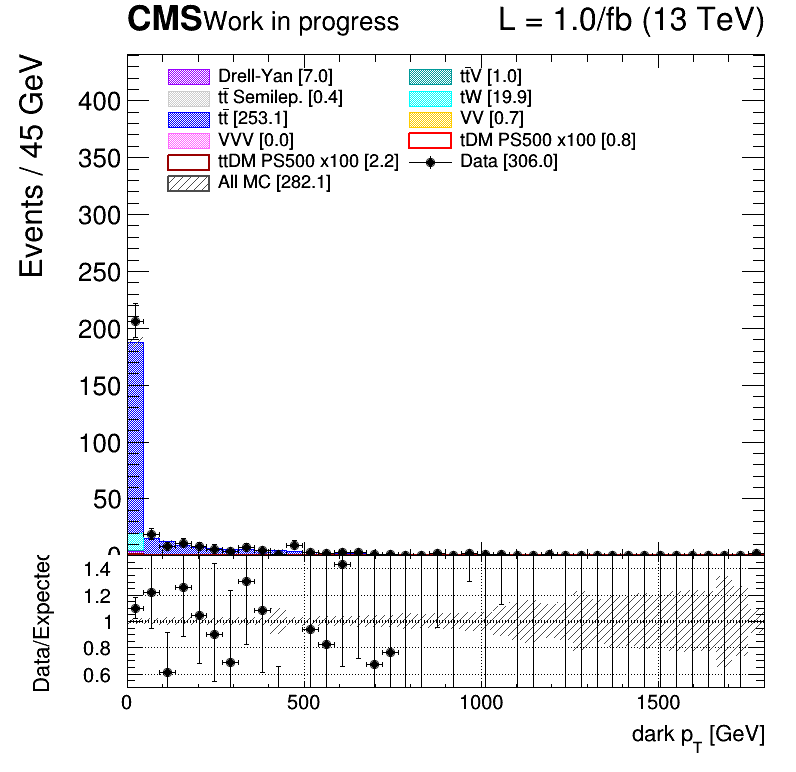 CMS Work in progress L = 1.0/fb (13 TeV)
Events / 45 GeV
Drell-Yan [7.0] tt̄V [1.0]
tt̄ Semilep. [0.4] tW [19.9]
tt̄ [253.1] VV [0.7]
VVV [0.0] tDM PS500 x100 [0.8]
ttDM PS500 x100 [2.2] Data [306.0]
All MC [282.1]
400
350
300
250
200
150
100
50
0
Data/Expected
1.4
1.2
1
0.8
0.6
0 500 1000 1500
dark p_T [GeV]